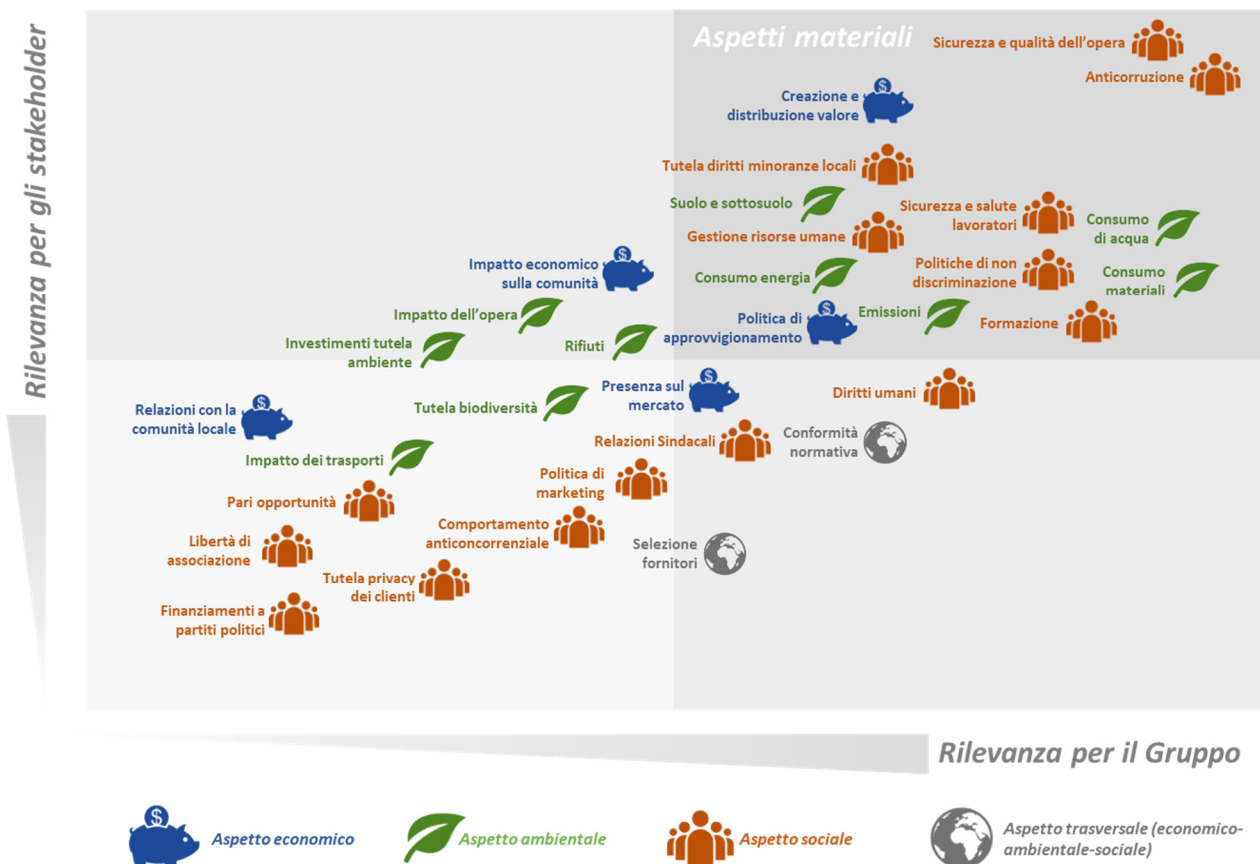 Rilevanza per gli stakeholder
Aspetti materiali
Sicurezza e qualità dell'opera
Anticorruzione
$
Creazione e
distribuzione valore
Tutela diritti minoranze locali
Suolo e sottosuolo
Sicurezza e salute
lavoratori
Consumo
di acqua
Gestione risorse umane
$
Impatto economico
sulla comunità
Consumo energia
Politiche di non
discriminazione
Consumo
materiali
Impatto dell'opera
$
Politica di
approvvigionamento
Emissioni
Formazione
Investimenti tutela
ambiente
Rifiuti
$
Presenza sul
mercato
Diritti umani
$
Relazioni con la
comunità locale
Tutela biodiversità
Relazioni Sindacali
Conformità
normativa
Impatto dei trasporti
Politica di
marketing
Pari opportunità
Comportamento
anticoncorrenziale
Libertà di
associazione
Selezione
fornitori
Tutela privacy
dei clienti
Finanziamenti a
partiti politici
Rilevanza per il Gruppo
$
Aspetto economico
Aspetto ambientale
Aspetto sociale
Aspetto trasversale (economico-
ambientale-sociale)